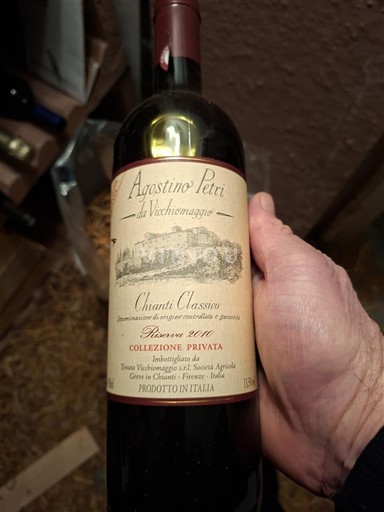 Agostino Petri
da Vicchiomaggio
Chianti Classico
Denominazione di origine controllata e garantita
Riserva 2010
COLLEZIONE PRIVATA
Imbottigliato da
Tenuta Vicchiomaggio s.r.l. Società Agricola
Greve in Chianti - Firenze - Italia
PRODOTTO IN ITALIA